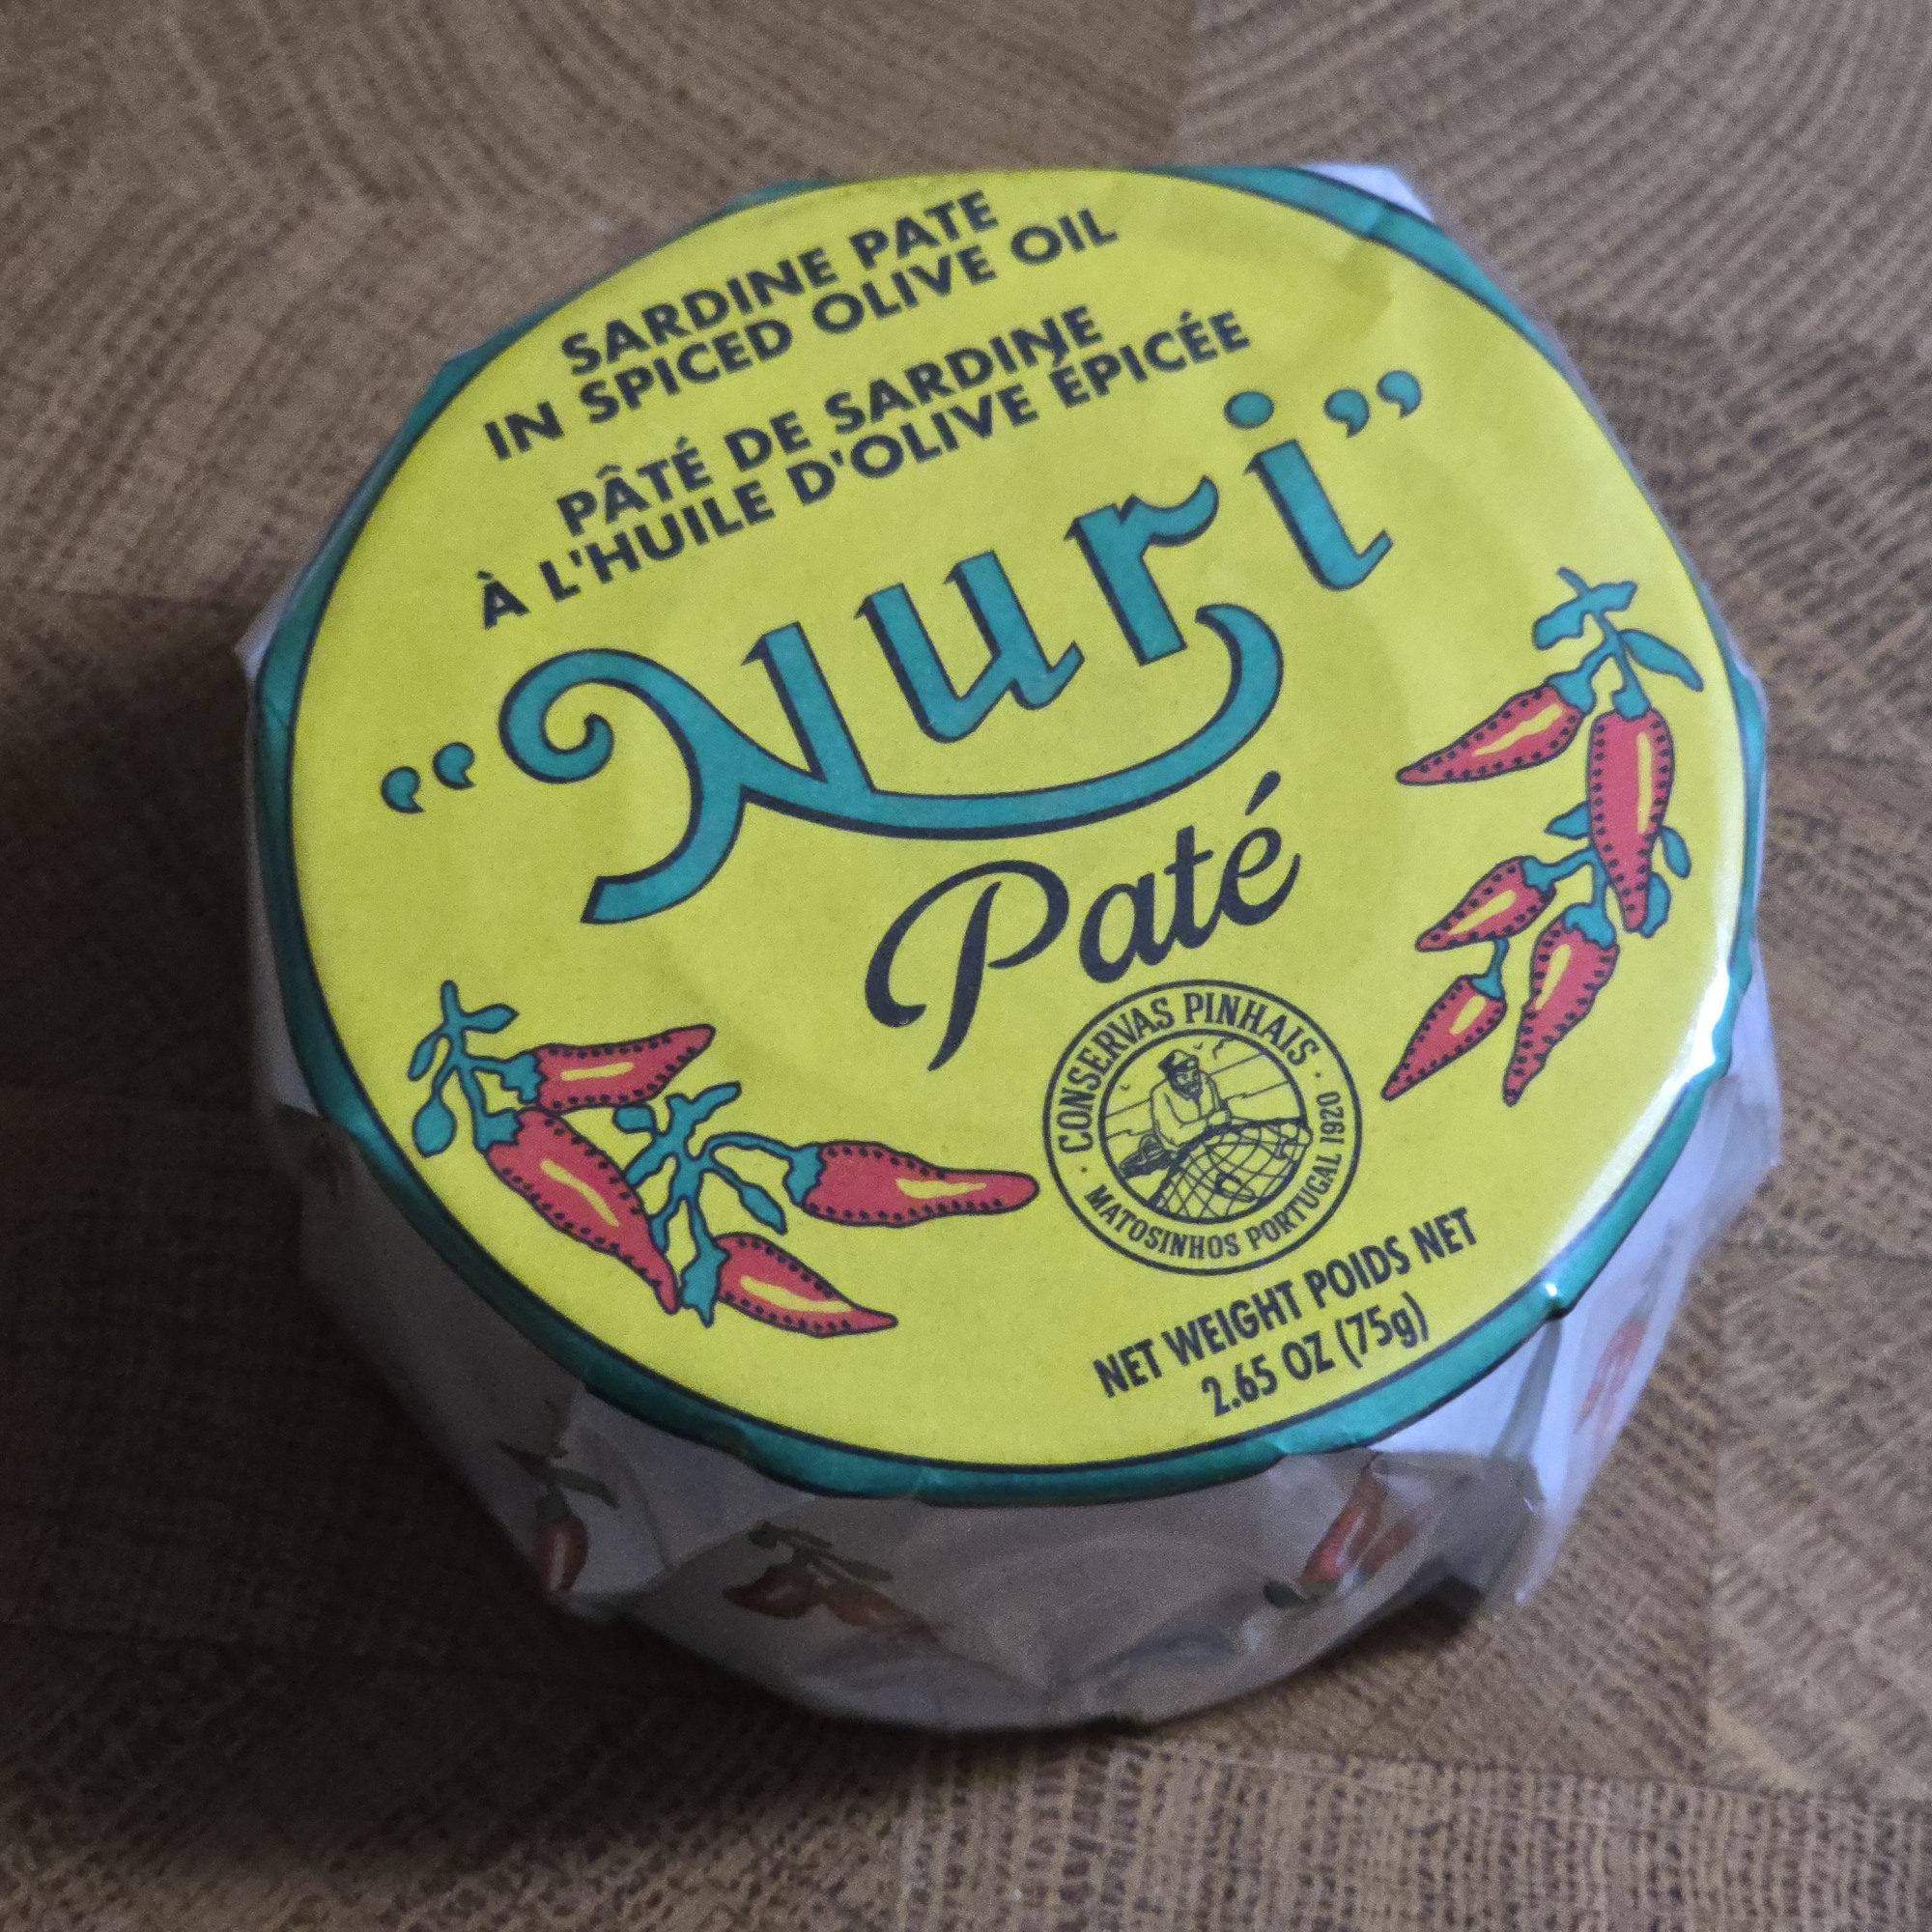 SARDINE PATE
IN SPICED OLIVE OIL
PÂTÉ DE SARDINE
À L'HUILE D'OLIVE ÉPICÉE
“Nuri”
Paté
· CONSERVAS PINHAIS ·
MATOSINHOS PORTUGAL 1920
NET WEIGHT POIDS NET
2.65 OZ (75g)